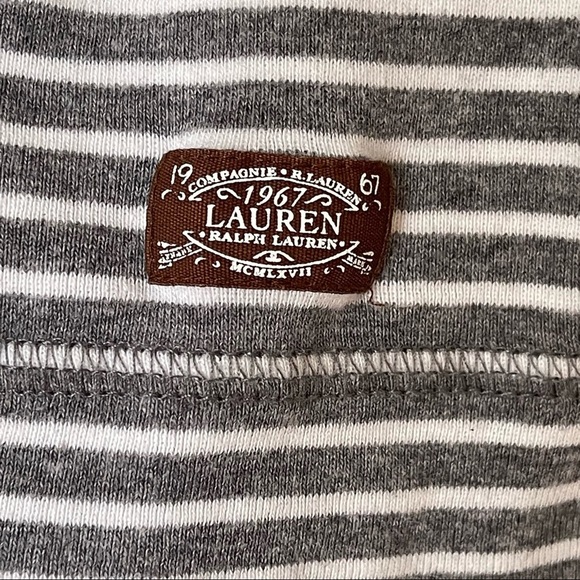 19 67
COMPAGNIE • R.LAUREN
1967
LAUREN
• RALPH LAUREN •
MCMLXVII